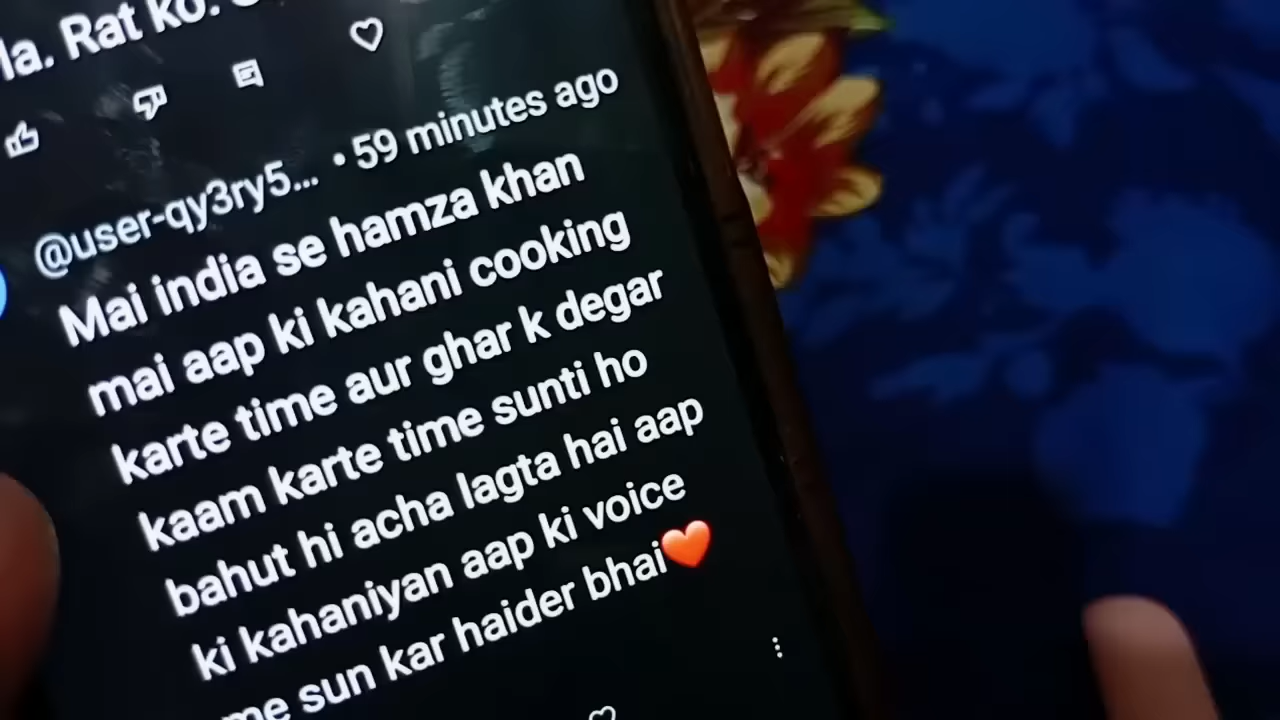 la. Rat ko.
@user-qy3ry5... • 59 minutes ago
Mai india se hamza khan
mai aap ki kahani cooking
karte time aur ghar k degar
kaam karte time sunti ho
bahut hi acha lagta hai aap
ki kahaniyan aap ki voice
me sun kar haider bhai❤️